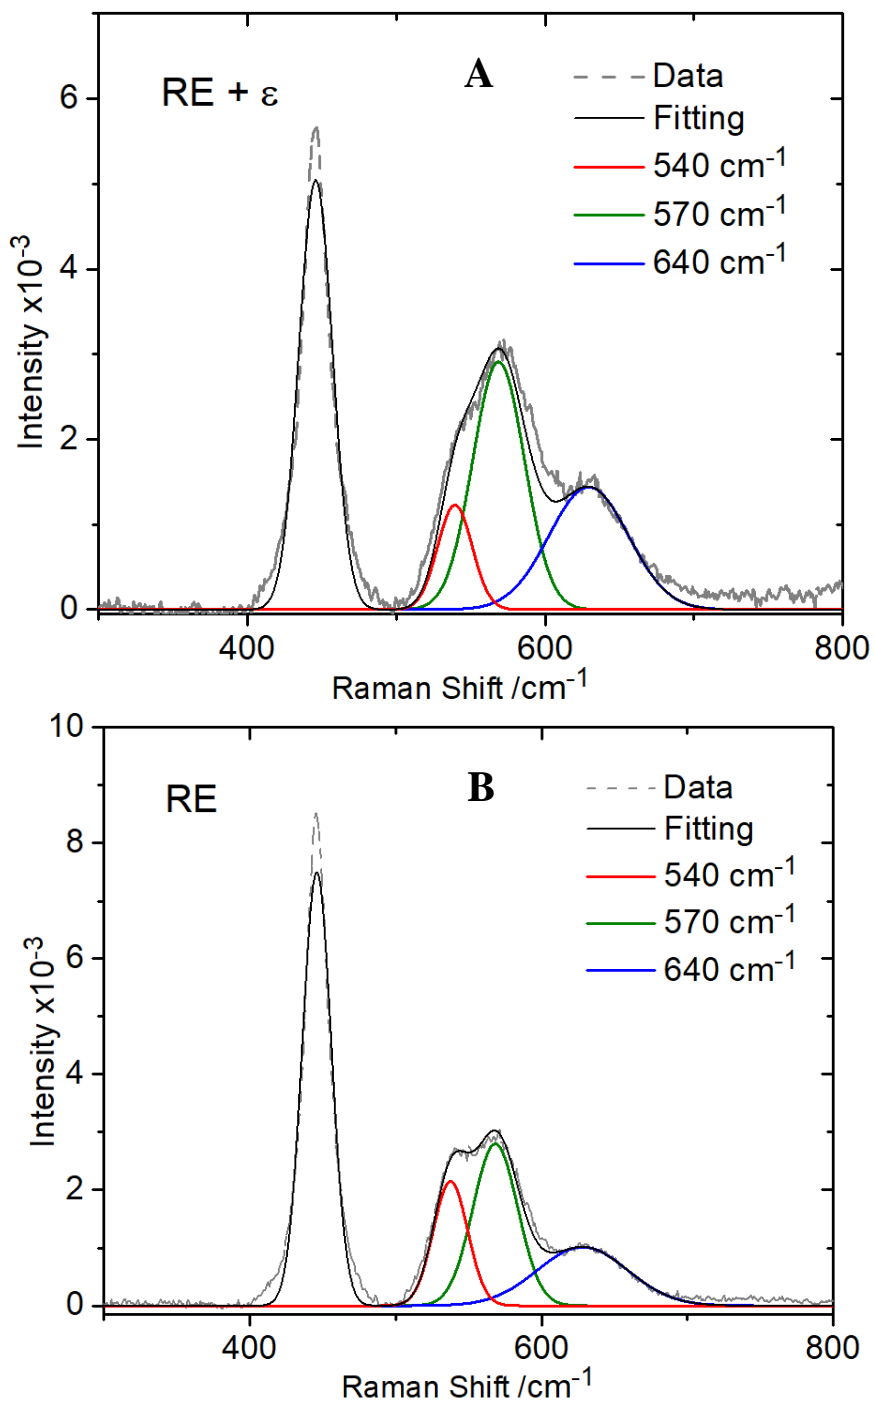 RE + ε
A
Data
Fitting
540 cm⁻¹
570 cm⁻¹
640 cm⁻¹
6
4
2
0
Intensity x10⁻³
400 600 800
Raman Shift /cm⁻¹
RE
B
Data
Fitting
540 cm⁻¹
570 cm⁻¹
640 cm⁻¹
10
8
6
4
2
0
Intensity x10⁻³
400 600 800
Raman Shift /cm⁻¹